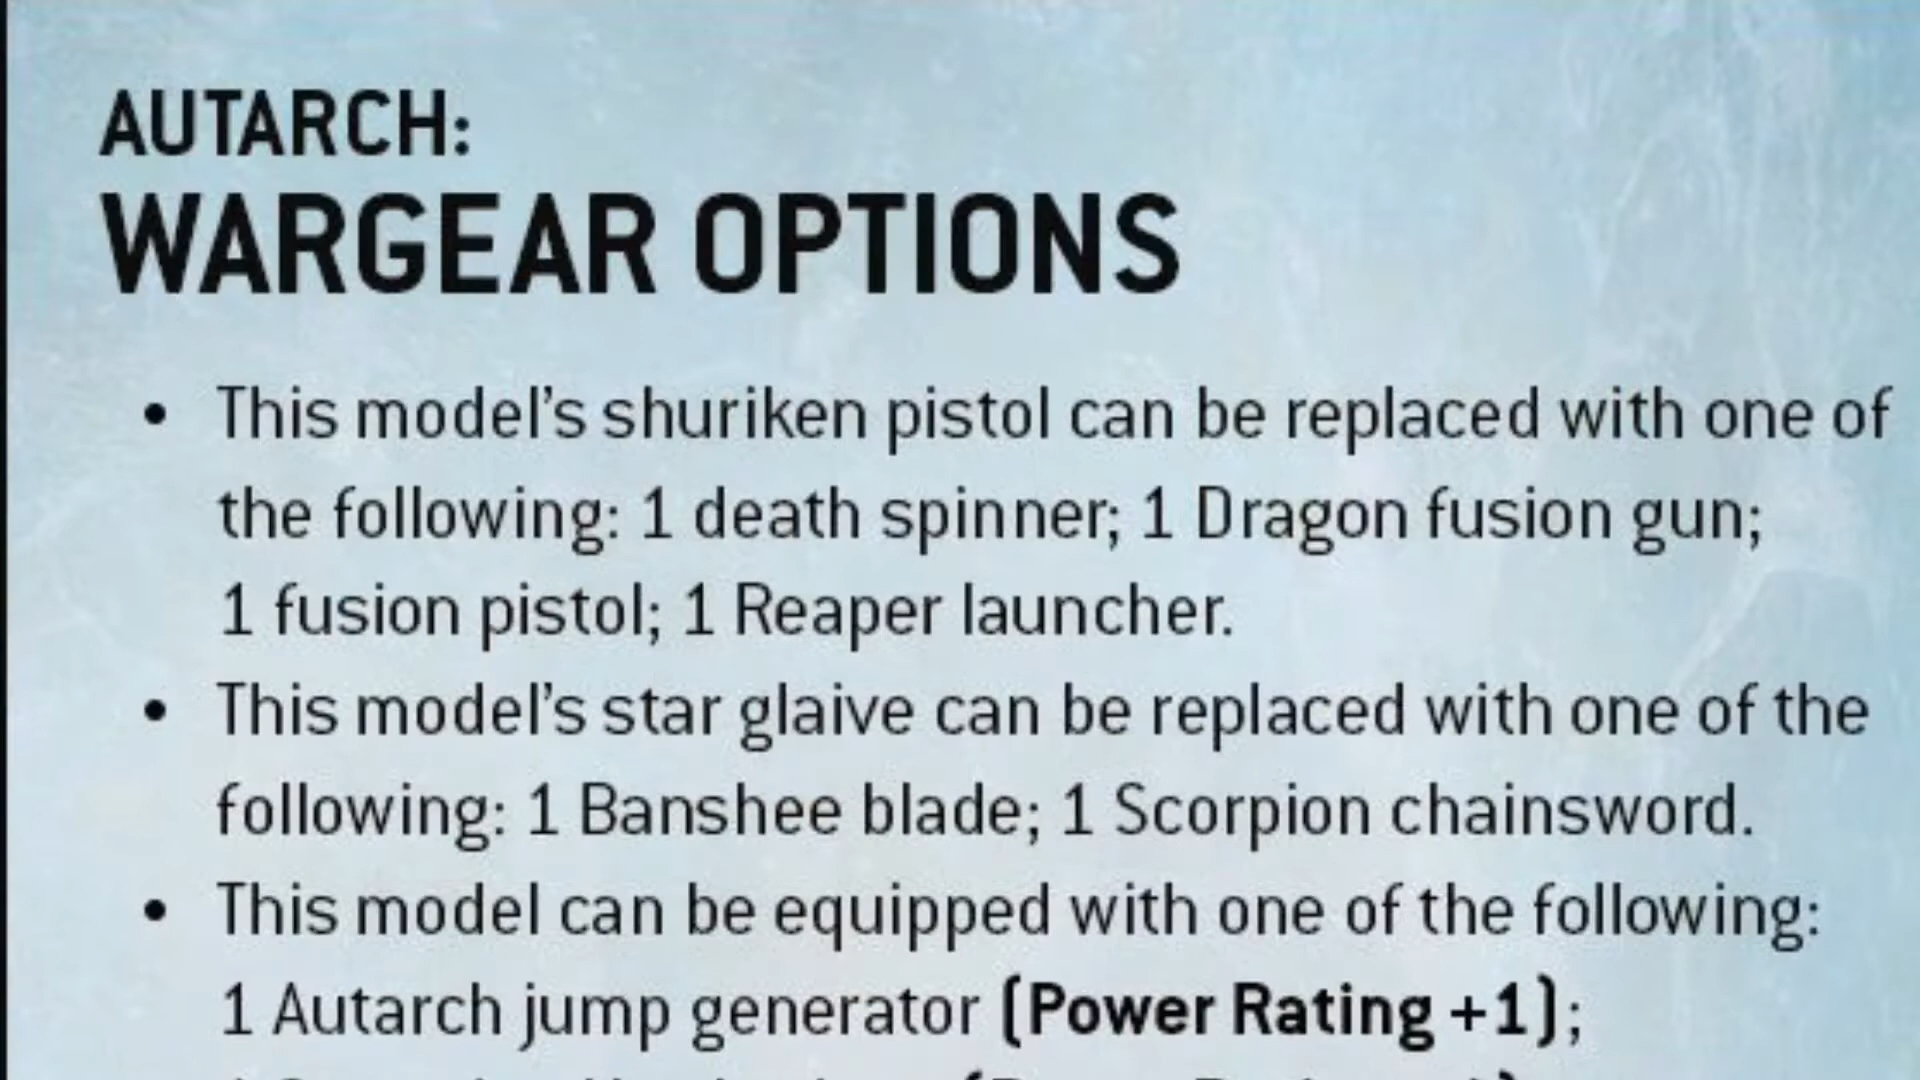 AUTARCH:
WARGEAR OPTIONS
• This model's shuriken pistol can be replaced with one of
the following: 1 death spinner; 1 Dragon fusion gun;
1 fusion pistol; 1 Reaper launcher.
• This model's star glaive can be replaced with one of the
following: 1 Banshee blade; 1 Scorpion chainsword.
• This model can be equipped with one of the following:
1 Autarch jump generator (Power Rating +1);